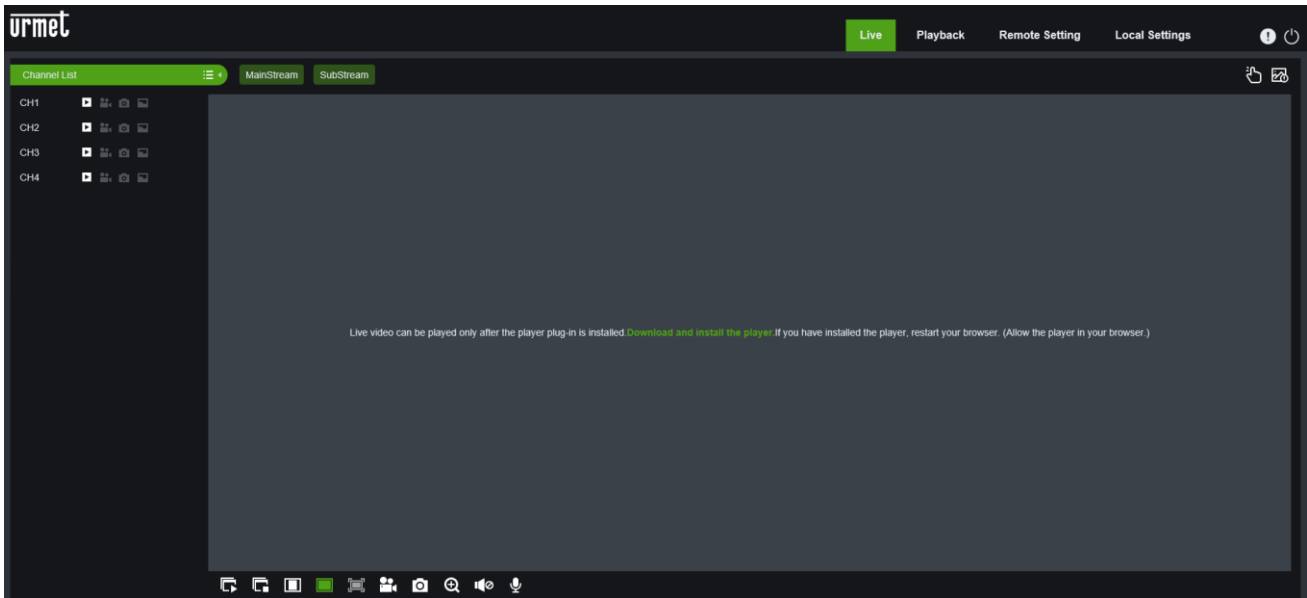 urmet
Live Playback Remote Setting Local Settings
Channel List MainStream SubStream
CH1
CH2
CH3
CH4
Live video can be played only after the player plug-in is installed.Download and install the player.If you have installed the player, restart your browser. (Allow the player in your browser.)